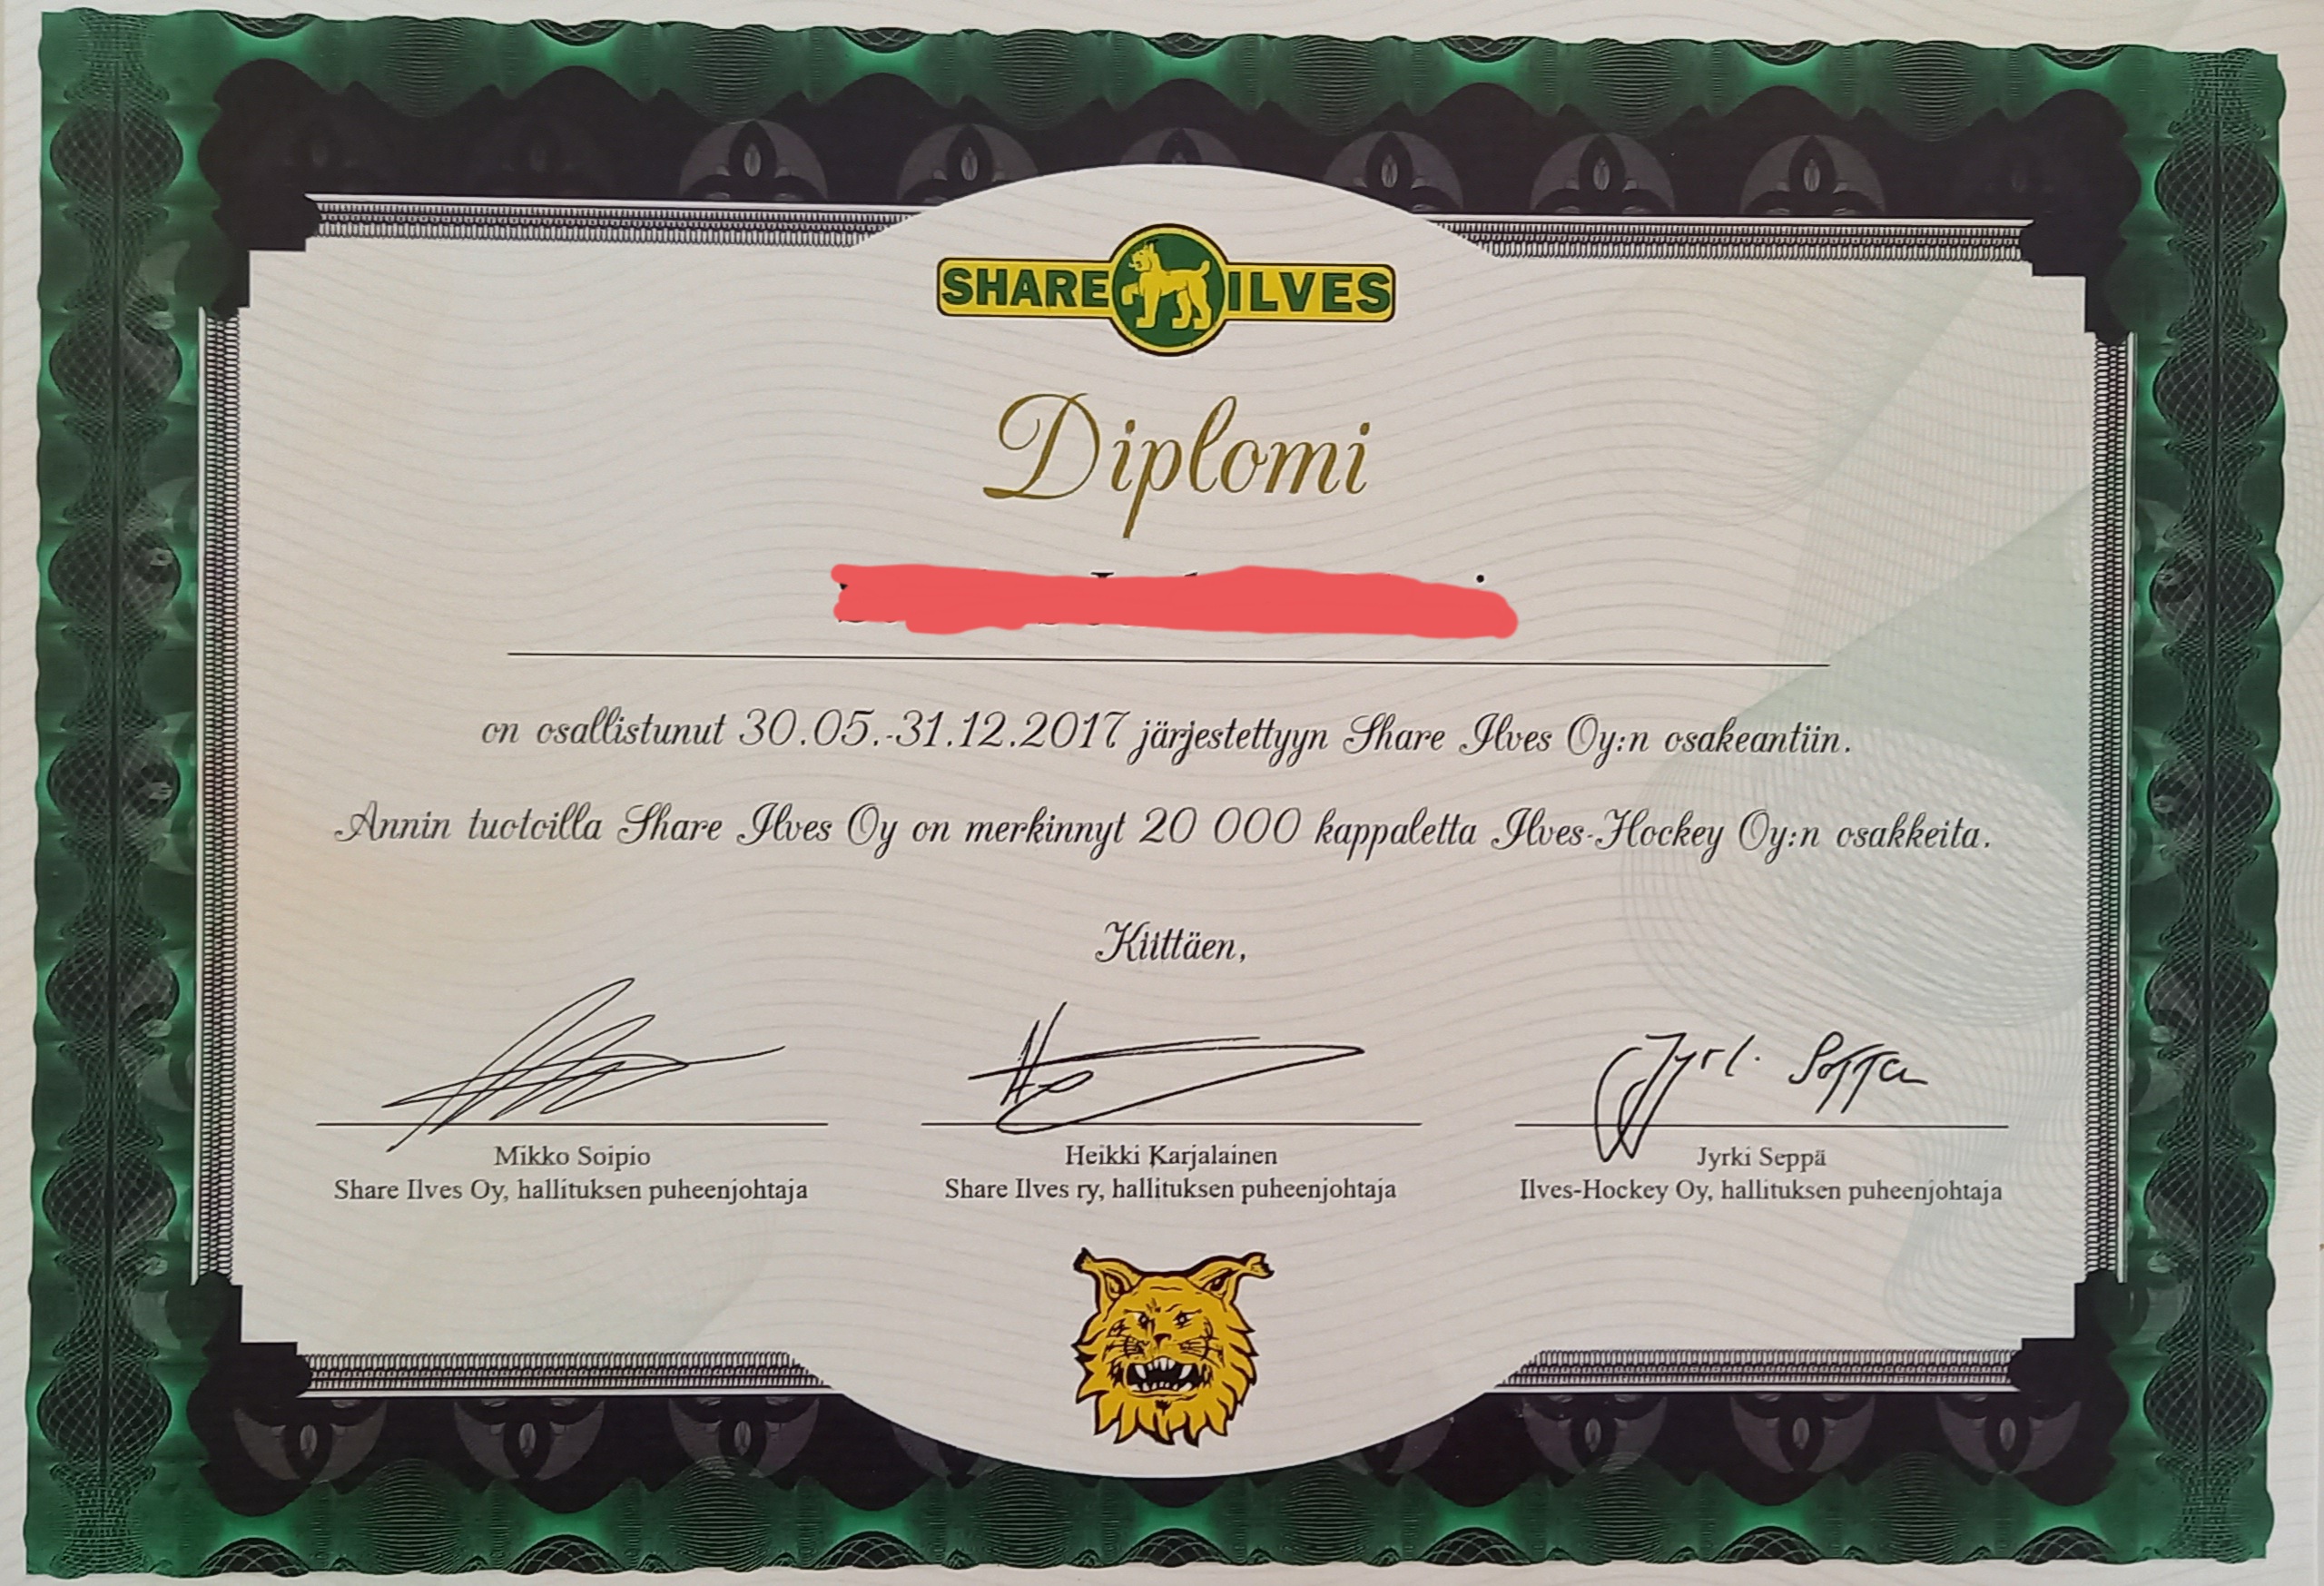 SHARE ILVES
Diplomi
on osallistunut 30.05.-31.12.2017 järjestettyyn Share Ilves Oy:n osakeantiin.
Annin tuotoilla Share Ilves Oy on merkinnyt 20 000 kappaletta Ilves-Hockey Oy:n osakkeita.
Kiittäen,
Jyrki Seppä
Mikko Soipio
Share Ilves Oy, hallituksen puheenjohtaja
Heikki Karjalainen
Share Ilves ry, hallituksen puheenjohtaja
Jyrki Seppä
Ilves-Hockey Oy, hallituksen puheenjohtaja